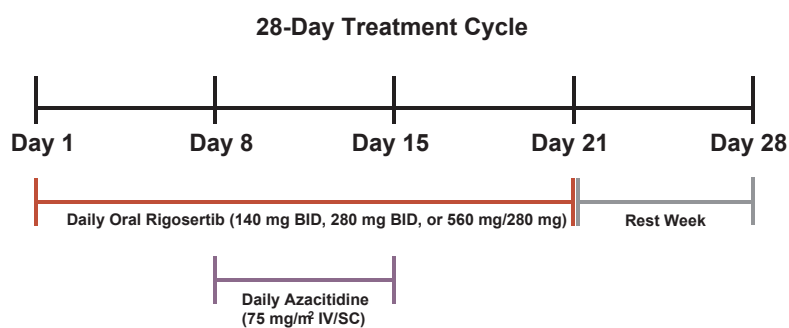 28-Day Treatment Cycle
Day 1 Day 8 Day 15 Day 21 Day 28
Daily Oral Rigosertib (140 mg BID, 280 mg BID, or 560 mg/280 mg) Rest Week
Daily Azacitidine
(75 mg/m² IV/SC)